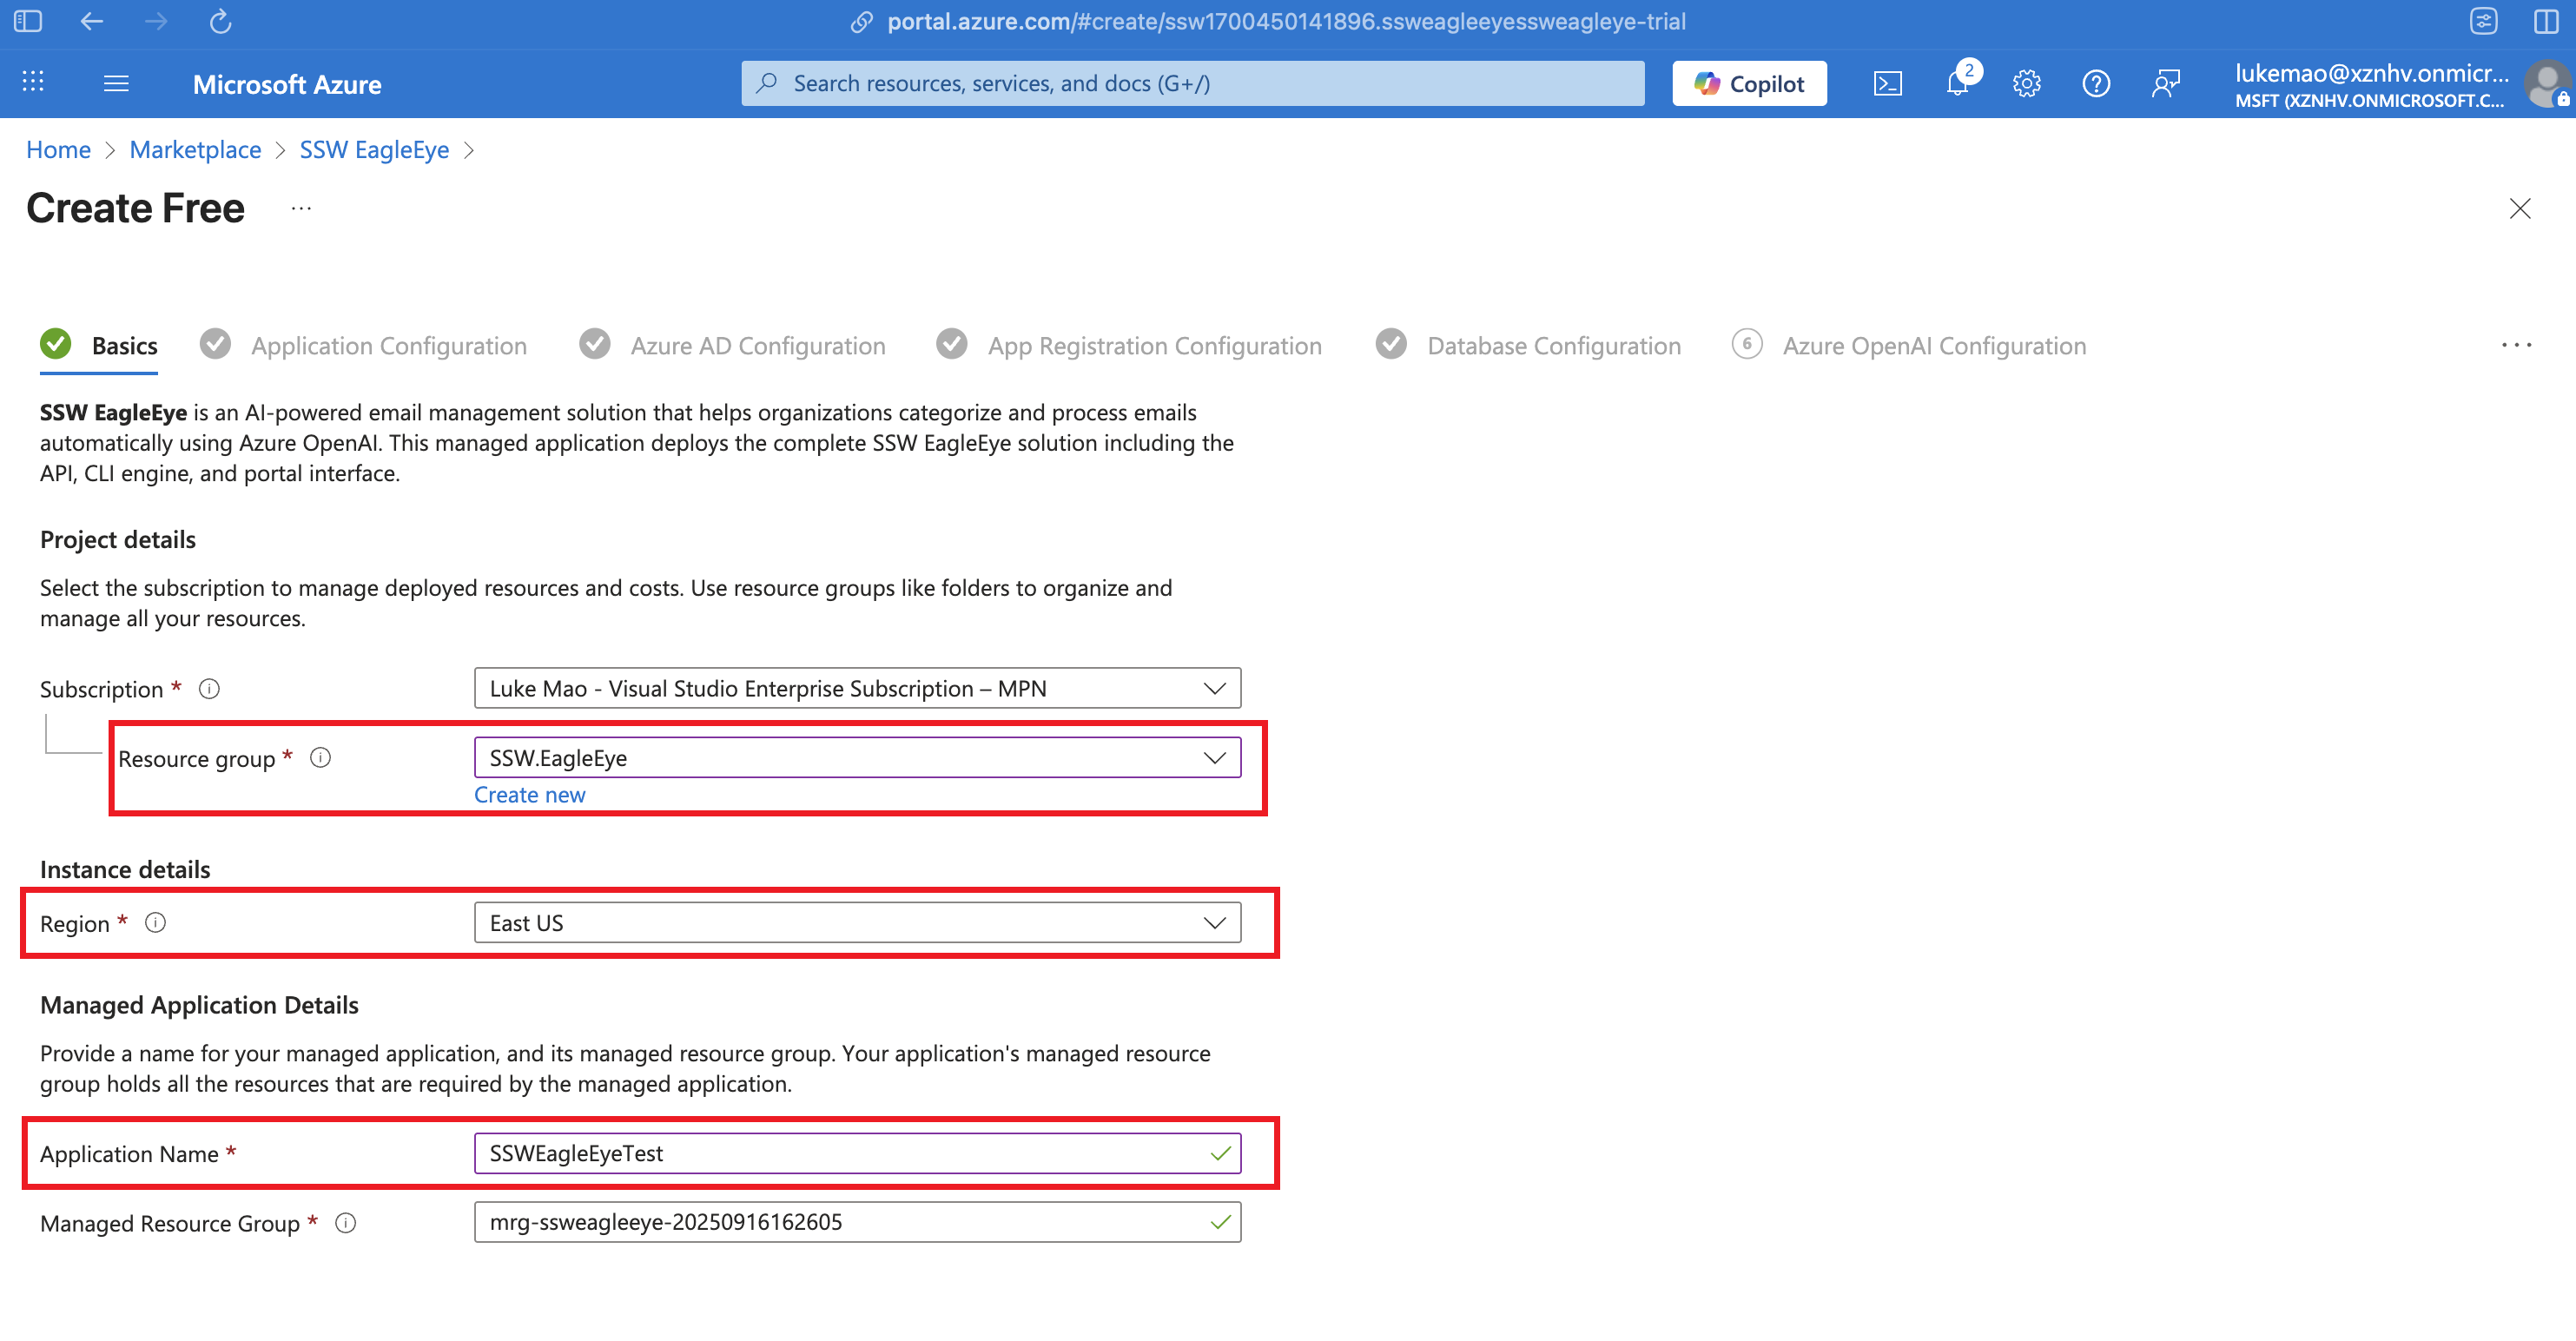 portal.azure.com/#create/ssw1700450141896.ssweagleeyessweagleye-trial
Microsoft Azure
Search resources, services, and docs (G+/)
Copilot
2
lukemao@xznhv.onmicr...
MSFT (XZNHV.ONMICROSOFT.C...
Home > Marketplace > SSW EagleEye >
Create Free ...
Basics
Application Configuration
Azure AD Configuration
App Registration Configuration
Database Configuration
6 Azure OpenAI Configuration
...
SSW EagleEye is an AI-powered email management solution that helps organizations categorize and process emails
automatically using Azure OpenAI. This managed application deploys the complete SSW EagleEye solution including the
API, CLI engine, and portal interface.
Project details
Select the subscription to manage deployed resources and costs. Use resource groups like folders to organize and
manage all your resources.
Subscription *
Luke Mao - Visual Studio Enterprise Subscription – MPN
Resource group *
SSW.EagleEye
Create new
Instance details
Region *
East US
Managed Application Details
Provide a name for your managed application, and its managed resource group. Your application's managed resource
group holds all the resources that are required by the managed application.
Application Name *
SSWEagleEyeTest
Managed Resource Group *
mrg-ssweagleeye-20250916162605